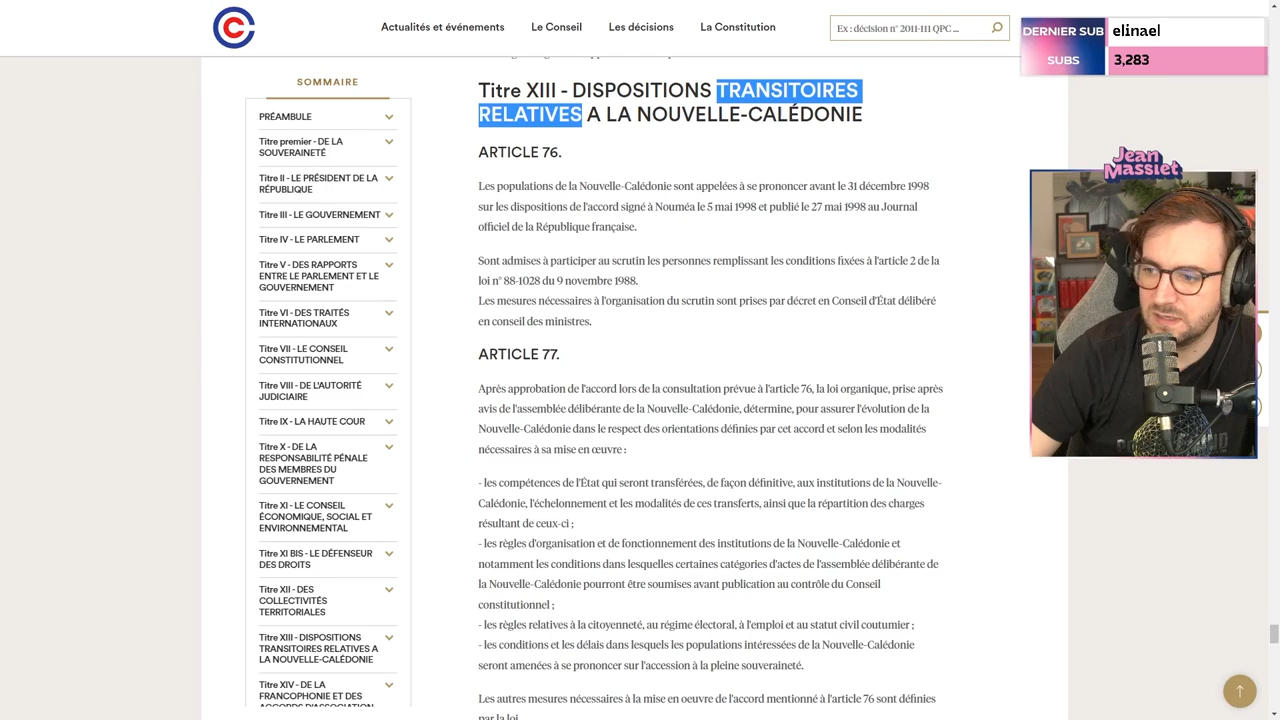 Actualités et événements
Le Conseil
Les décisions
La Constitution
Ex : décision n° 2011-111 QPC ...
DERNIER SUB
elinael
SUBS
3,283
SOMMAIRE
PRÉAMBULE
Titre premier - DE LA
SOUVERAINETÉ
Titre II - LE PRÉSIDENT DE LA
RÉPUBLIQUE
Titre III - LE GOUVERNEMENT
Titre IV - LE PARLEMENT
Titre V - DES RAPPORTS
ENTRE LE PARLEMENT ET LE
GOUVERNEMENT
Titre VI - DES TRAITÉS
INTERNATIONAUX
Titre VII - LE CONSEIL
CONSTITUTIONNEL
Titre VIII - DE L'AUTORITÉ
JUDICIAIRE
Titre IX - LA HAUTE COUR
Titre X - DE LA
RESPONSABILITÉ PÉNALE
DES MEMBRES DU
GOUVERNEMENT
Titre XI - LE CONSEIL
ÉCONOMIQUE, SOCIAL ET
ENVIRONNEMENTAL
Titre XI BIS - LE DÉFENSEUR
DES DROITS
Titre XII - DES
COLLECTIVITÉS
TERRITORIALES
Titre XIII - DISPOSITIONS
TRANSITOIRES RELATIVES A
LA NOUVELLE-CALÉDONIE
Titre XIV - DE LA
FRANCOPHONIE ET DES
ACCORDS D'ASSOCIATION
Titre XIII - DISPOSITIONS TRANSITOIRES
RELATIVES A LA NOUVELLE-CALÉDONIE
ARTICLE 76.
Les populations de la Nouvelle-Calédonie sont appelées à se prononcer avant le 31 décembre 1998
sur les dispositions de l'accord signé à Nouméa le 5 mai 1998 et publié le 27 mai 1998 au Journal
officiel de la République française.
Sont admises à participer au scrutin les personnes remplissant les conditions fixées à l'article 2 de la
loi n° 88-1028 du 9 novembre 1988.
Les mesures nécessaires à l'organisation du scrutin sont prises par décret en Conseil d'État délibéré
en conseil des ministres.
ARTICLE 77.
Après approbation de l'accord lors de la consultation prévue à l'article 76, la loi organique, prise après
avis de l'assemblée délibérante de la Nouvelle-Calédonie, détermine, pour assurer l'évolution de la
Nouvelle-Calédonie dans le respect des orientations définies par cet accord et selon les modalités
nécessaires à sa mise en œuvre :
- les compétences de l'État qui seront transférées, de façon définitive, aux institutions de la Nouvelle-
Calédonie, l'échelonnement et les modalités de ces transferts, ainsi que la répartition des charges
résultant de ceux-ci ;
- les règles d'organisation et de fonctionnement des institutions de la Nouvelle-Calédonie et
notamment les conditions dans lesquelles certaines catégories d'actes de l'assemblée délibérante de
la Nouvelle-Calédonie pourront être soumises avant publication au contrôle du Conseil
constitutionnel ;
- les règles relatives à la citoyenneté, au régime électoral, à l'emploi et au statut civil coutumier ;
- les conditions et les délais dans lesquels les populations intéressées de la Nouvelle-Calédonie
seront amenées à se prononcer sur l'accession à la pleine souveraineté.
Les autres mesures nécessaires à la mise en oeuvre de l'accord mentionné à l'article 76 sont définies
par la loi.
Jean
Massiet